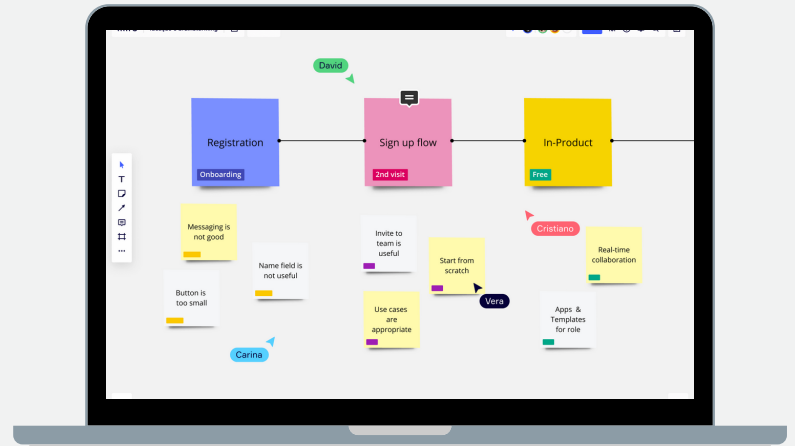 David
Registration
Onboarding
Sign up flow
2nd visit
In-Product
Free
T
Messaging is
not good
Name field is
not useful
Button is
too small
Carina
Invite to
team is
useful
Start from
scratch
Vera
Use cases
are
appropriate
Cristiano
Real-time
collaboration
Apps &
Templates
for role